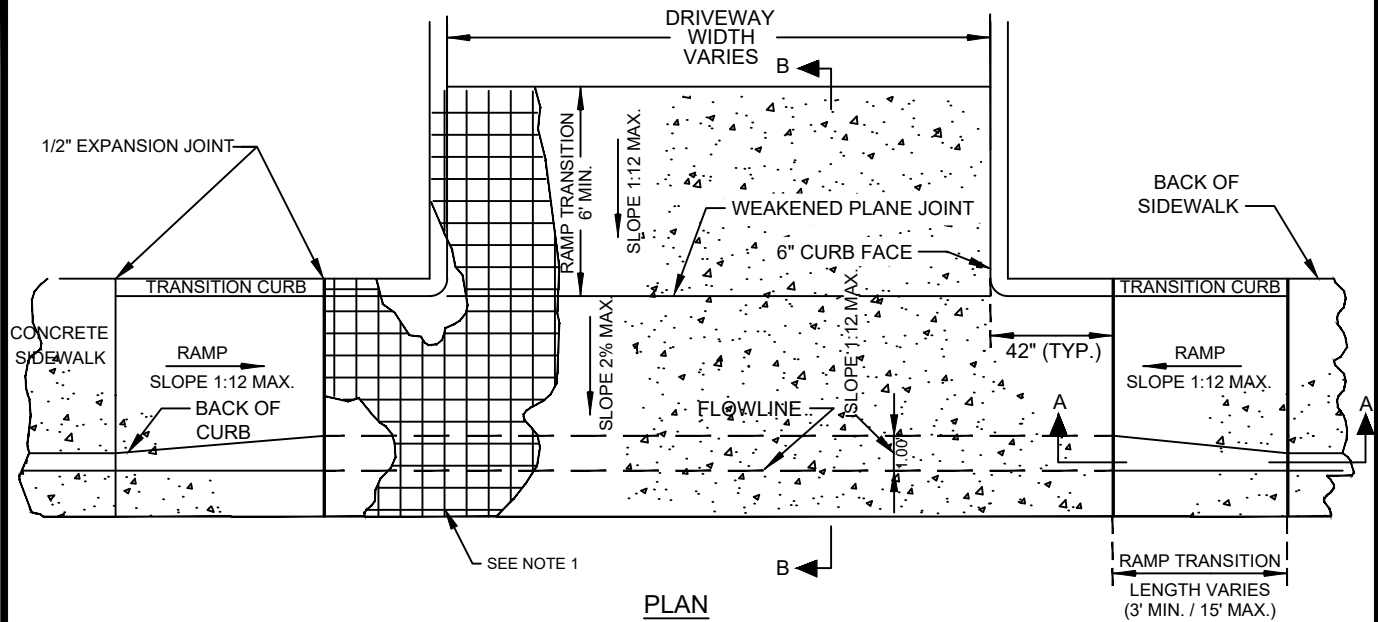 DRIVEWAY
WIDTH
VARIES
B
1/2" EXPANSION JOINT
RAMP TRANSITION
6' MIN.
SLOPE 1:12 MAX.
WEAKENED PLANE JOINT
6" CURB FACE
BACK OF
SIDEWALK
TRANSITION CURB
TRANSITION CURB
CONCRETE
SIDEWALK
RAMP
SLOPE 1:12 MAX.
BACK OF
CURB
SLOPE 2% MAX.
FLOWLINE
SLOPE 1:12 MAX
1.00'
42" (TYP.)
RAMP
SLOPE 1:12 MAX.
A
A
SEE NOTE 1
B
RAMP TRANSITION
LENGTH VARIES
(3' MIN. / 15' MAX.)
PLAN